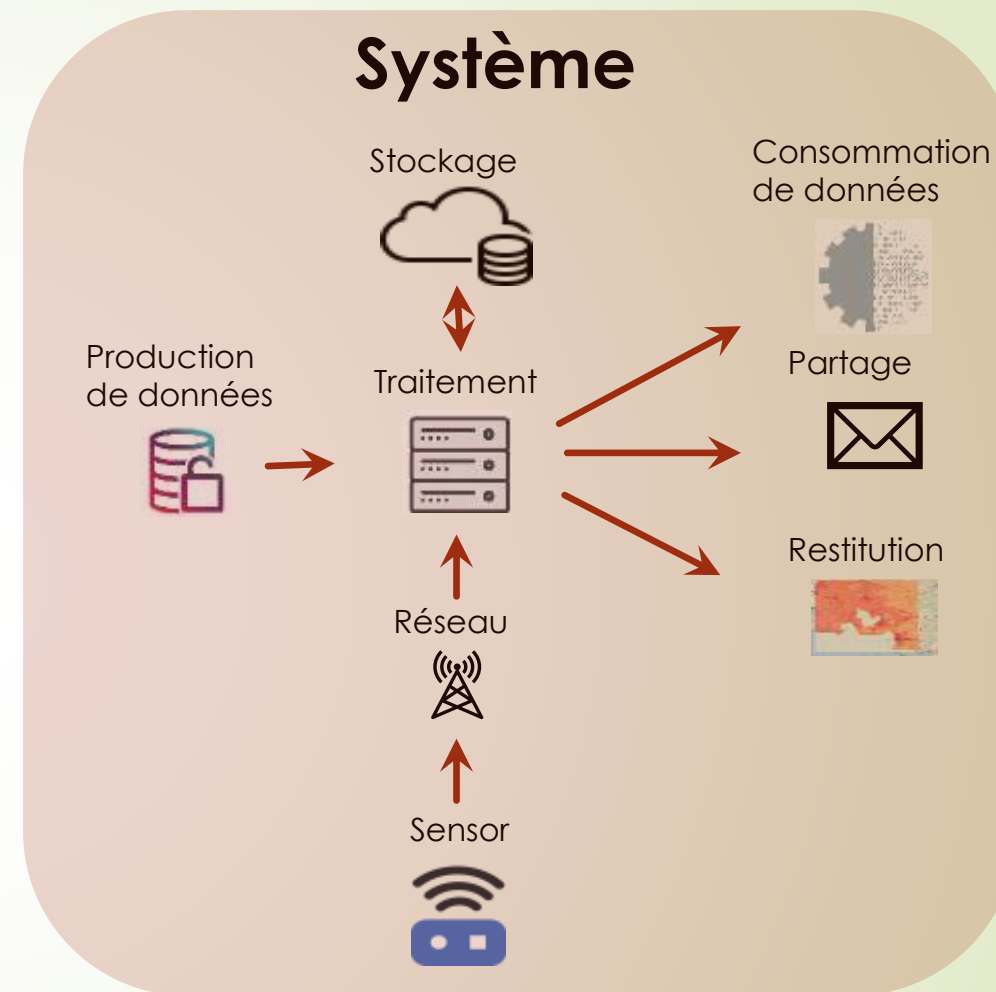 Système
Stockage
Consommation
de données
Production
de données
Traitement
Partage
Réseau
Restitution
Sensor